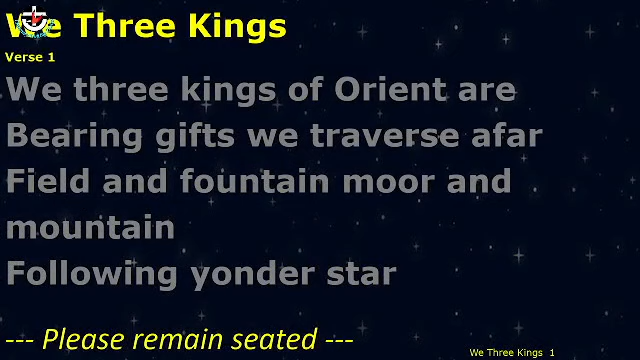 We Three Kings
Verse 1
We three kings of Orient are
Bearing gifts we traverse afar
Field and fountain moor and
mountain
Following yonder star
--- Please remain seated ---
We Three Kings 1